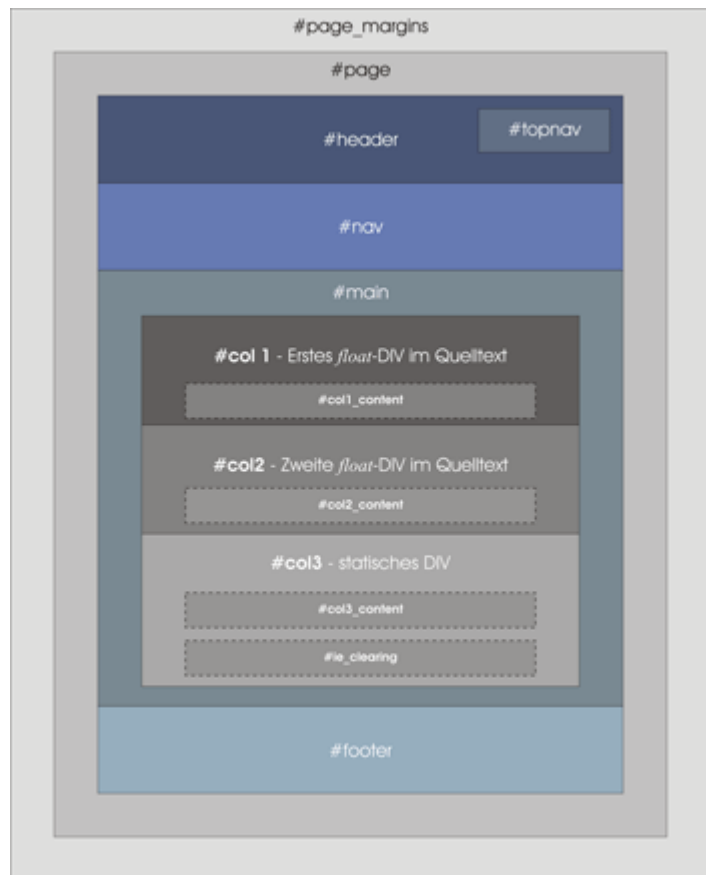 #page_margins
#page
#header
#topnav
#nav
#main
#col 1 - Erstes float-DIV im Quelltext
#col1_content
#col2 - Zweite float-DIV im Quelltext
#col2_content
#col3 - statisches DIV
#col3_content
#ie_clearing
#footer